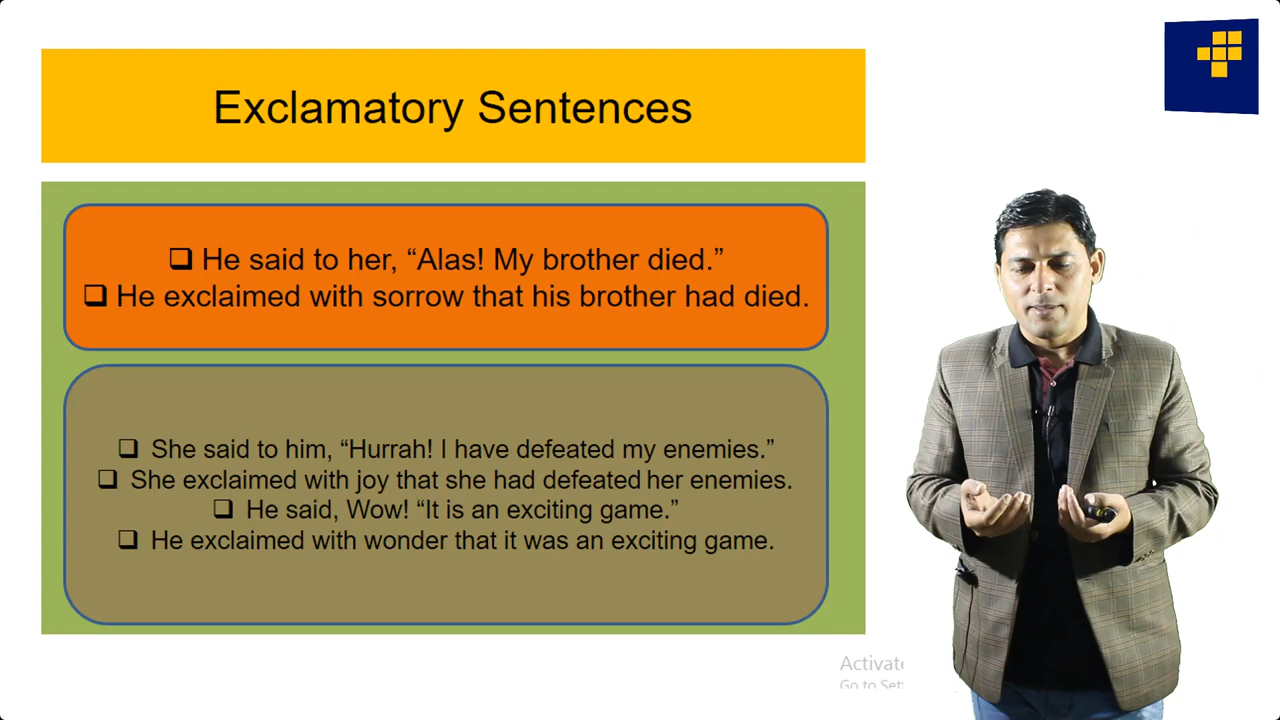 Exclamatory Sentences
He said to her, “Alas! My brother died.”
He exclaimed with sorrow that his brother had died.
She said to him, “Hurrah! I have defeated my enemies.”
She exclaimed with joy that she had defeated her enemies.
He said, Wow! “It is an exciting game.”
He exclaimed with wonder that it was an exciting game.
Activate
Go to